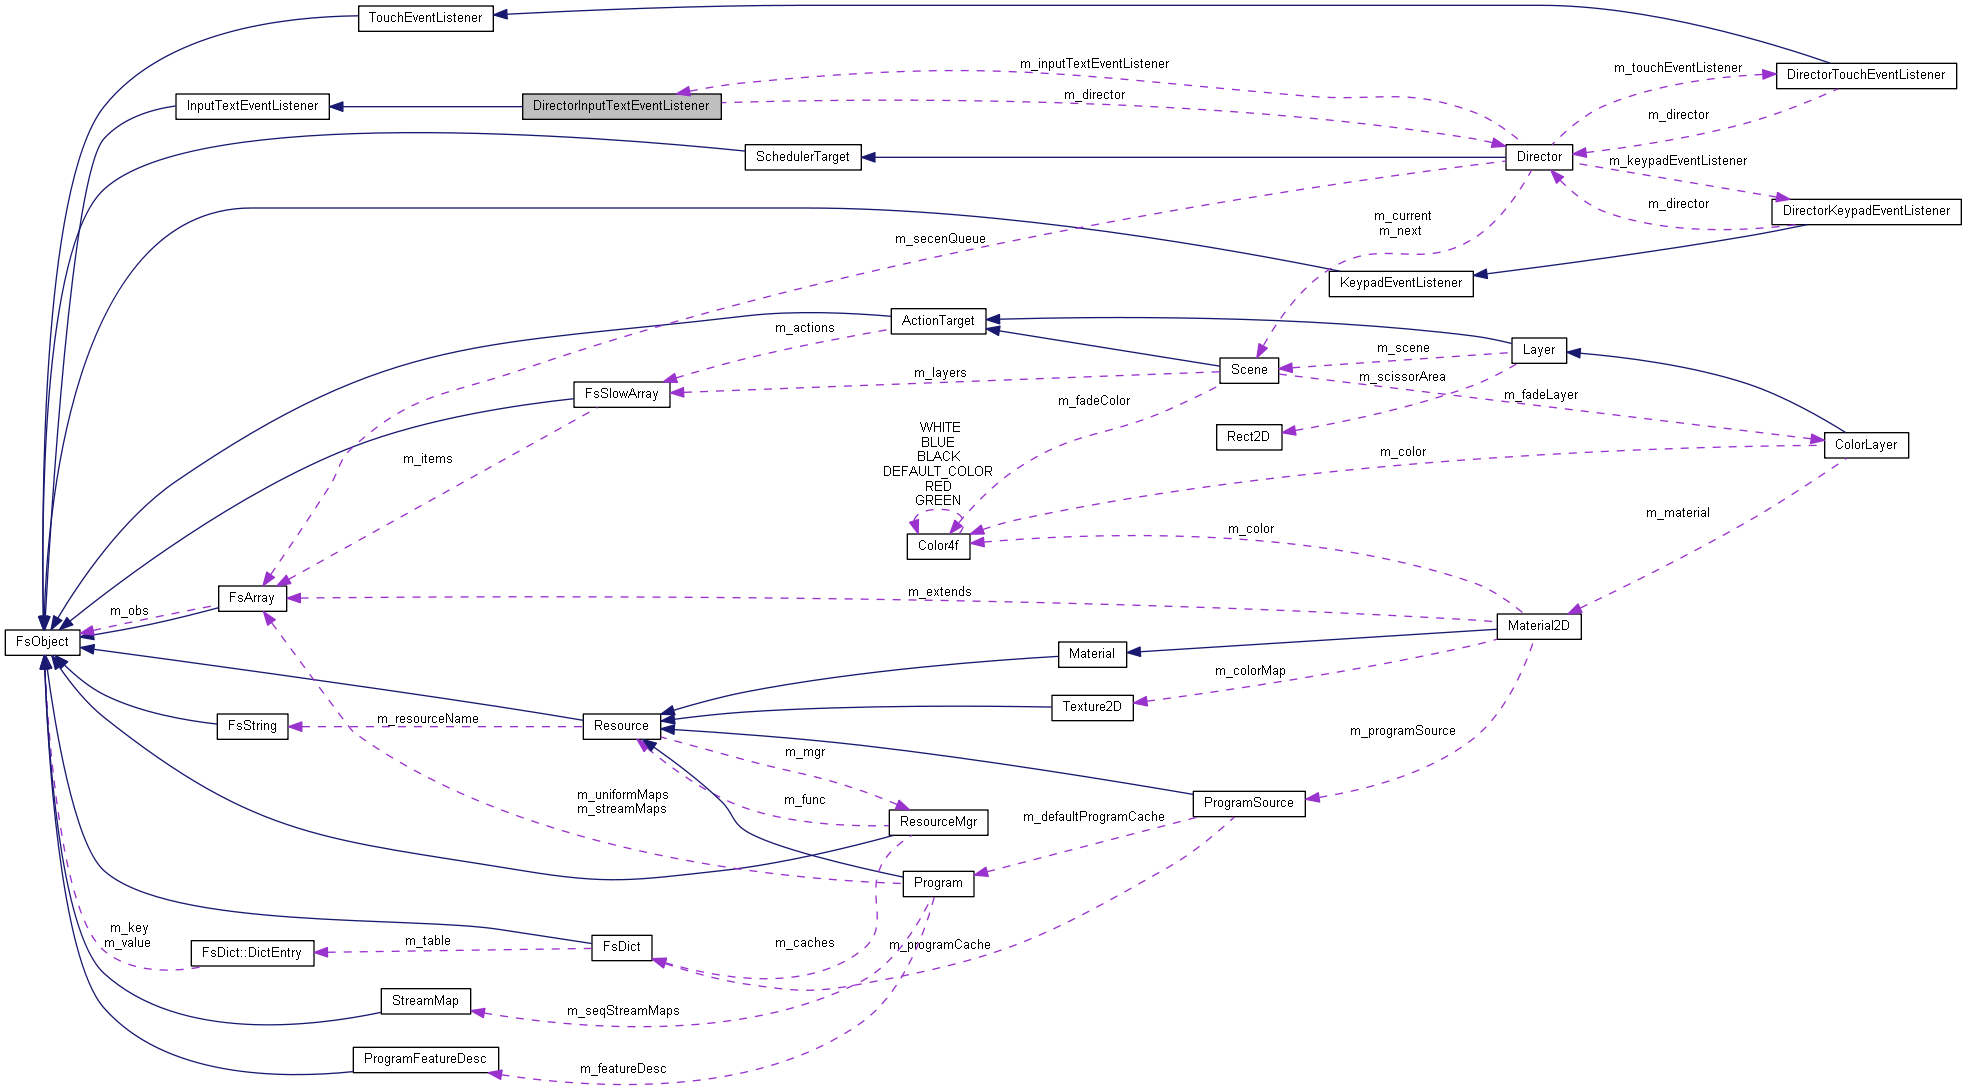 TouchEventListener
m_inputTextEventListener
m_touchEventListener
DirectorTouchEventListener
InputTextEventListener
DirectorInputTextEventListener
m_director
m_director
SchedulerTarget
Director
m_keypadEventListener
m_director
DirectorKeypadEventListener
m_current
m_next
m_secenQueue
KeypadEventListener
ActionTarget
m_actions
m_scene
Layer
m_layers
Scene
m_scissorArea
FsSlowArray
m_fadeColor
m_fadeLayer
WHITE
BLUE
BLACK
DEFAULT_COLOR
RED
GREEN
Rect2D
ColorLayer
m_items
m_color
m_material
m_color
Color4f
m_extends
FsArray
m_obs
FsObject
Material2D
Material
m_colorMap
Texture2D
FsString
m_resourceName
Resource
m_programSource
m_mgr
m_uniformMaps
m_streamMaps
m_func
ResourceMgr
ProgramSource
m_defaultProgramCache
Program
m_key
m_value
FsDict::DictEntry
m_table
FsDict
m_caches
m_programCache
StreamMap
m_seqStreamMaps
ProgramFeatureDesc
m_featureDesc